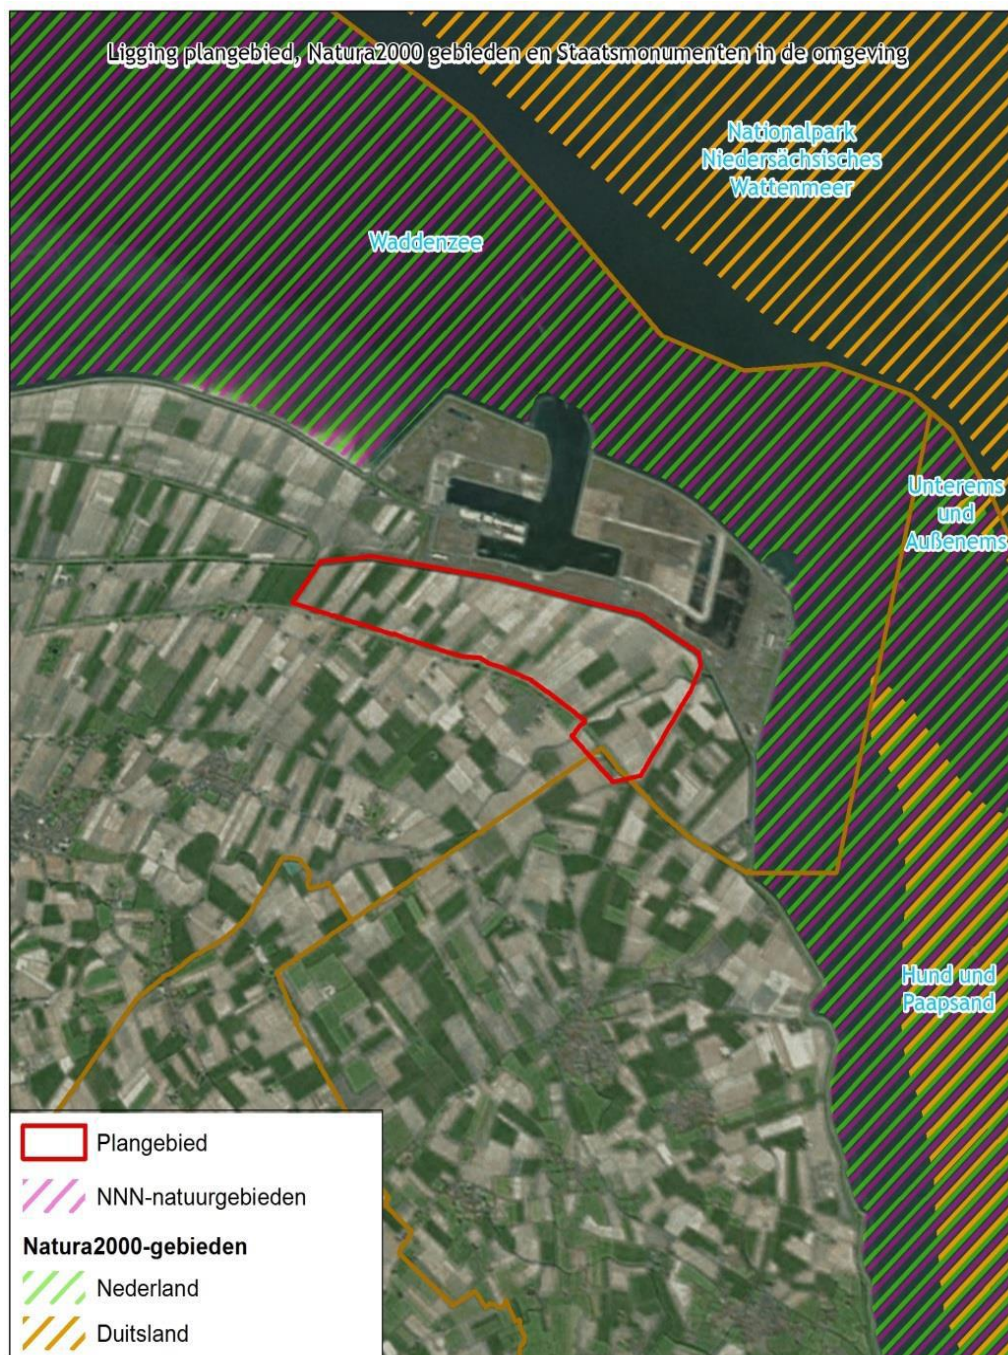 Ligging plangebied, Natura2000 gebieden en Staatsmonumenten in de omgeving
Nationalpark
Niedersächsisches
Wattenmeer
Waddenzee
Unterems
und
Außenems
Hund und
Paapsand
Plangebied
NNN-natuurgebieden
Natura2000-gebieden
Nederland
Duitsland